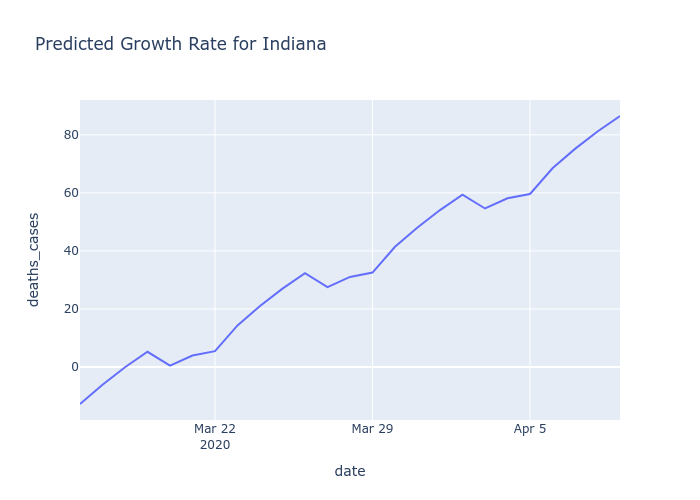 Predicted Growth Rate for Indiana
deaths_cases
80
60
40
20
0
Mar 22
2020
Mar 29
Apr 5
date